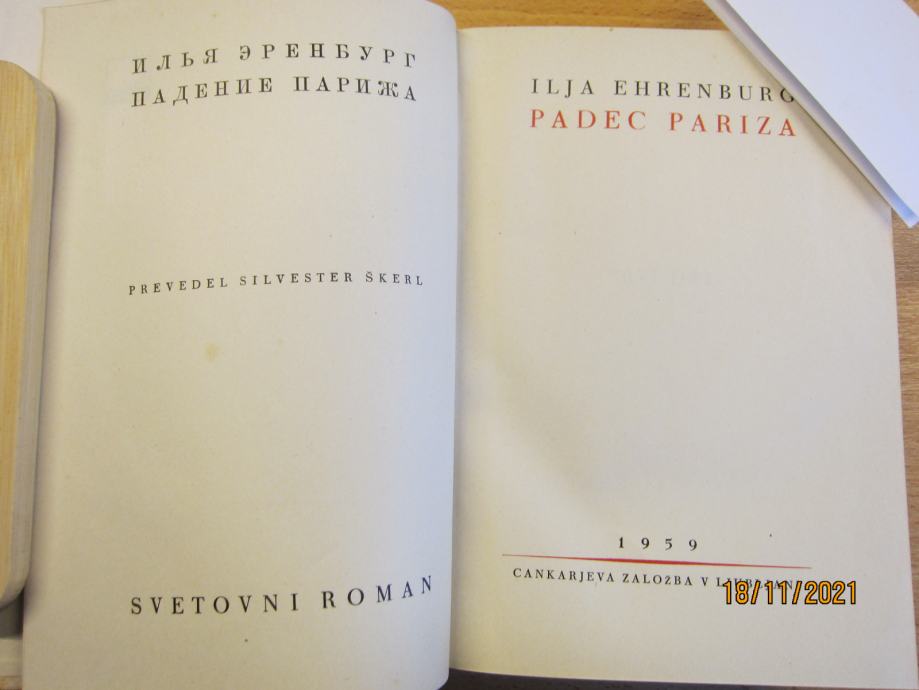 ИЛЬЯ ЭРЕНБУРГ
ПАДЕНИЕ ПАРИЖА
PREVEDEL SILVESTER ŠKERL
SVETOVNI ROMAN
ILJA EHRENBURG
PADEC PARIZA
1959
CANKARJEVA ZALOŽBA V LJUBLJANI
18/11/2021